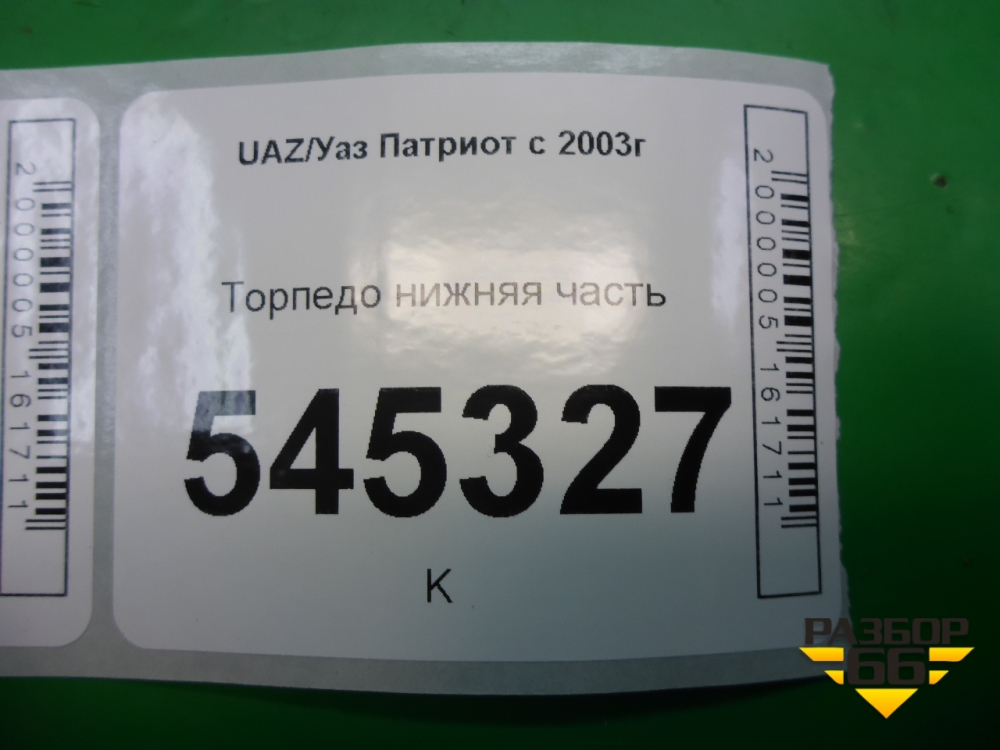 UAZ/Уаз Патриот с 2003г
Торпедо нижняя часть
545327
К
2000005161711
2000005161711
РАЗБОР
66